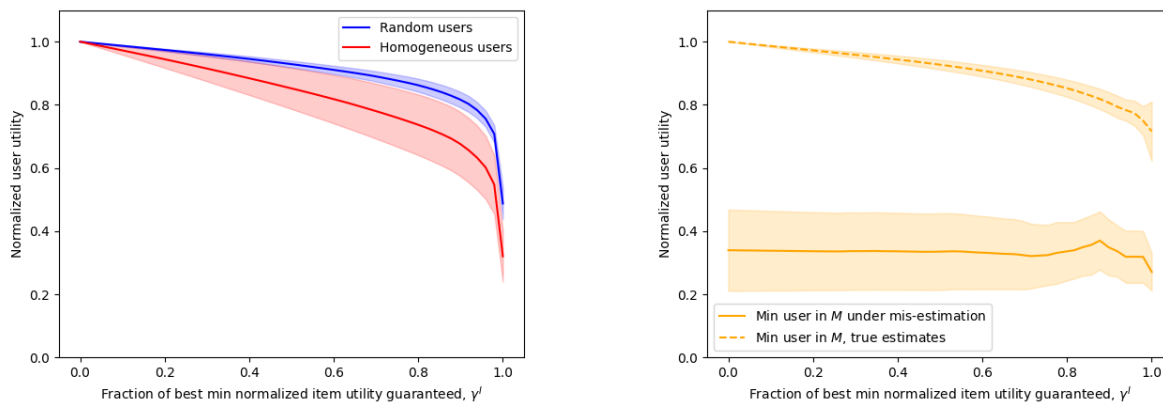 1.0
0.8
0.6
0.4
0.2
0.0
Normalized user utility
Random users
Homogeneous users
0.0 0.2 0.4 0.6 0.8 1.0
Fraction of best min normalized item utility guaranteed, γ^I
1.0
0.8
0.6
0.4
0.2
0.0
Normalized user utility
Min user in M under mis-estimation
Min user in M, true estimates
0.0 0.2 0.4 0.6 0.8 1.0
Fraction of best min normalized item utility guaranteed, γ^I